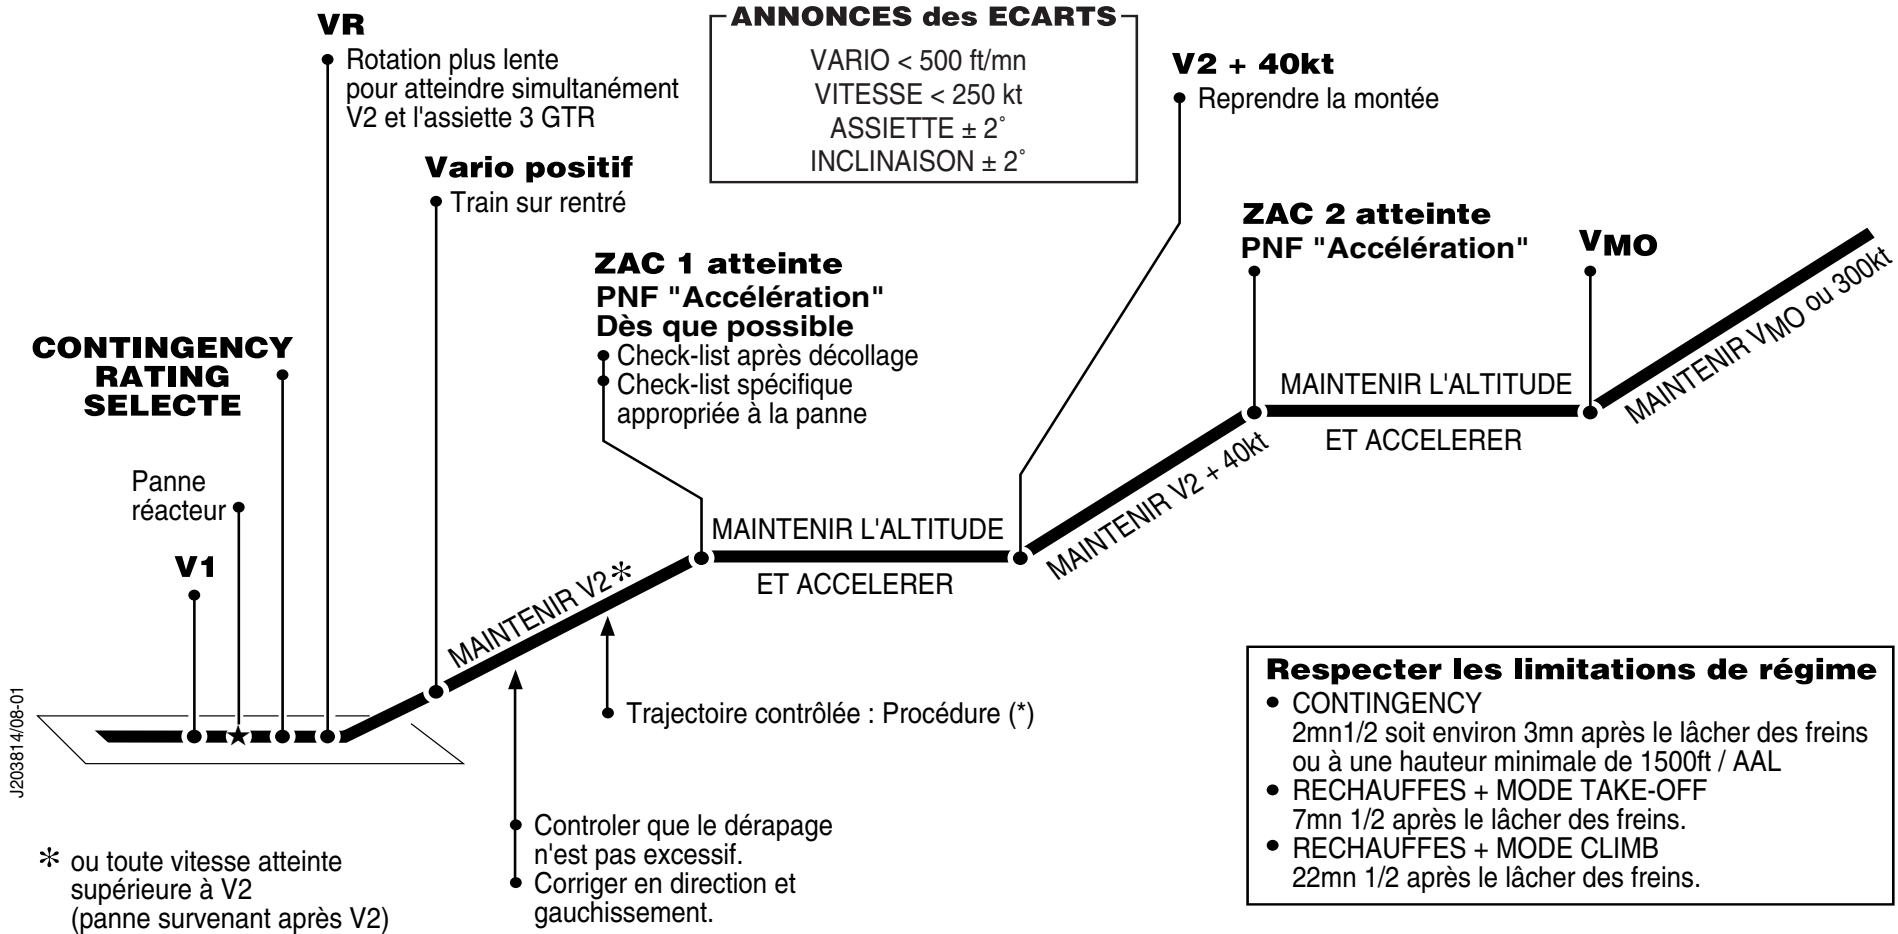 VR
Rotation plus lente
pour atteindre simultanément
V2 et l'assiette 3 GTR
ANNONCES des ECARTS
VARIO < 500 ft/mn
VITESSE < 250 kt
ASSIETTE ± 2°
INCLINAISON ± 2°
V2 + 40kt
Reprendre la montée
Vario positif
Train sur rentré
ZAC 2 atteinte
PNF "Accélération"
VMO
ZAC 1 atteinte
PNF "Accélération"
Dès que possible
Check-list après décollage
Check-list spécifique
appropriée à la panne
CONTINGENCY
RATING
SELECTE
Panne
réacteur
V1
MAINTENIR V2*
MAINTENIR L'ALTITUDE
ET ACCELERER
MAINTENIR V2 + 40kt
MAINTENIR L'ALTITUDE
ET ACCELERER
MAINTENIR VMO ou 300kt
Trajectoire contrôlée : Procédure (*)
Controler que le dérapage
n'est pas excessif.
Corriger en direction et
gauchissement.
J203814/08-01
* ou toute vitesse atteinte
supérieure à V2
(panne survenant après V2)
Respecter les limitations de régime
CONTINGENCY
2mn1/2 soit environ 3mn après le lâcher des freins
ou à une hauteur minimale de 1500ft / AAL
RECHAUFFES + MODE TAKE-OFF
7mn 1/2 après le lâcher des freins.
RECHAUFFES + MODE CLIMB
22mn 1/2 après le lâcher des freins.